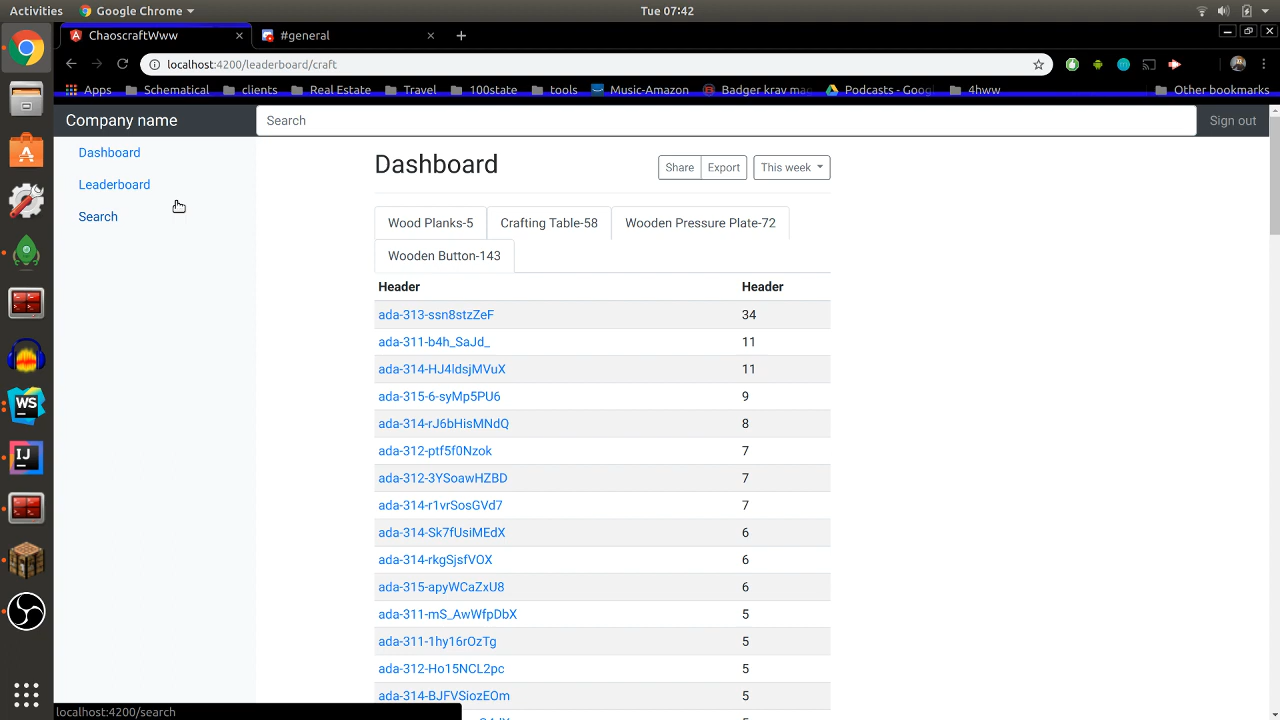 Activities Google Chrome Tue 07:42
ChaoscraftWww #general
localhost:4200/leaderboard/craft
Apps Schematical clients Real Estate Travel 100state tools Music-Amazon Badger krav mag Podcasts - Goog 4hww Other bookmarks
Company name Search Sign out
Dashboard
Leaderboard
Search
Dashboard Share Export This week
Wood Planks-5 Crafting Table-58 Wooden Pressure Plate-72
Wooden Button-143
Header Header
ada-313-ssn8stzZeF 34
ada-311-b4h_SaJd_ 11
ada-314-HJ4ldsjMVuX 11
ada-315-6-syMp5PU6 9
ada-314-rJ6bHisMNdQ 8
ada-312-ptf5f0Nzok 7
ada-312-3YSoawHZBD 7
ada-314-r1vrSosGVd7 7
ada-314-Sk7fUsiMEdX 6
ada-314-rkgSjsfVOX 6
ada-315-apyWCaZxU8 6
ada-311-mS_AwWfpDbX 5
ada-311-1hy16rOzTg 5
ada-312-Ho15NCL2pc 5
ada-314-BJFVSiozEOm 5
localhost:4200/search
WS
IJ